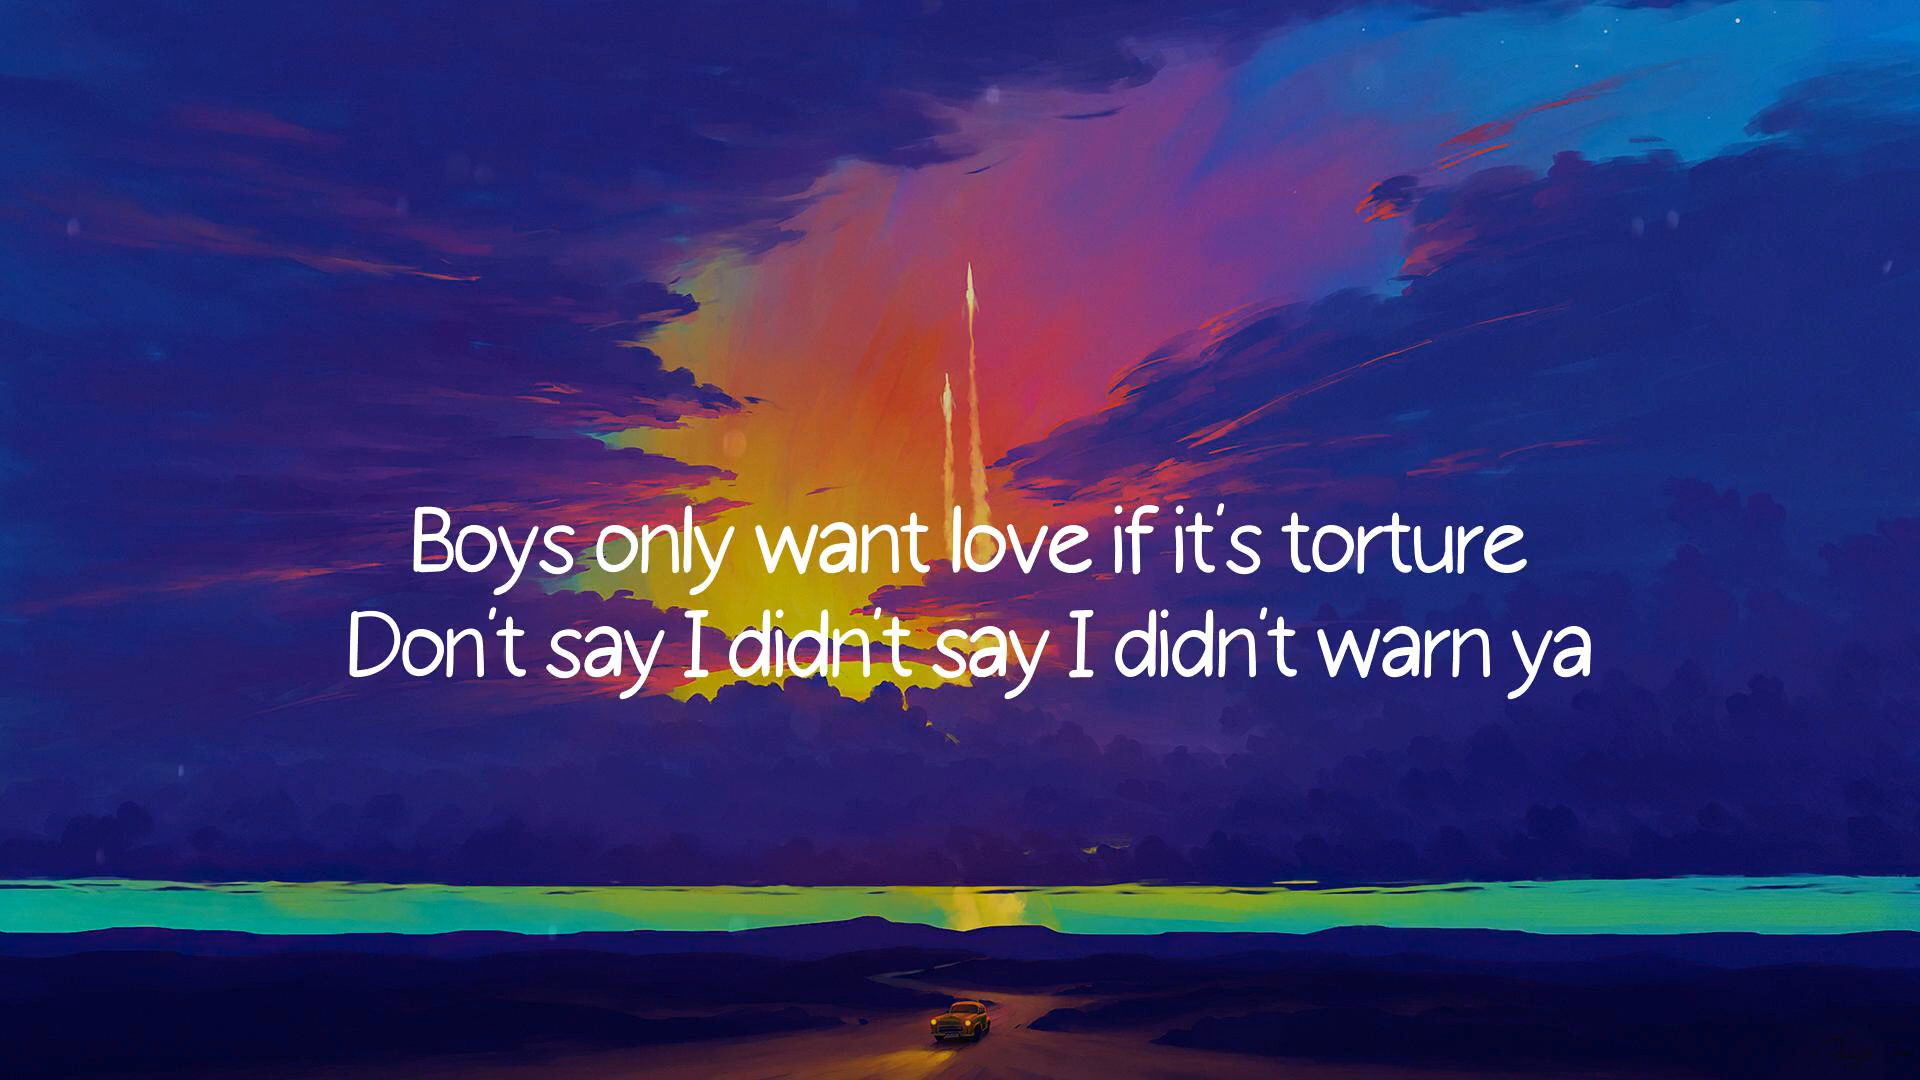 Boys only want love if it's torture
Don't say I didn't say I didn't warn ya